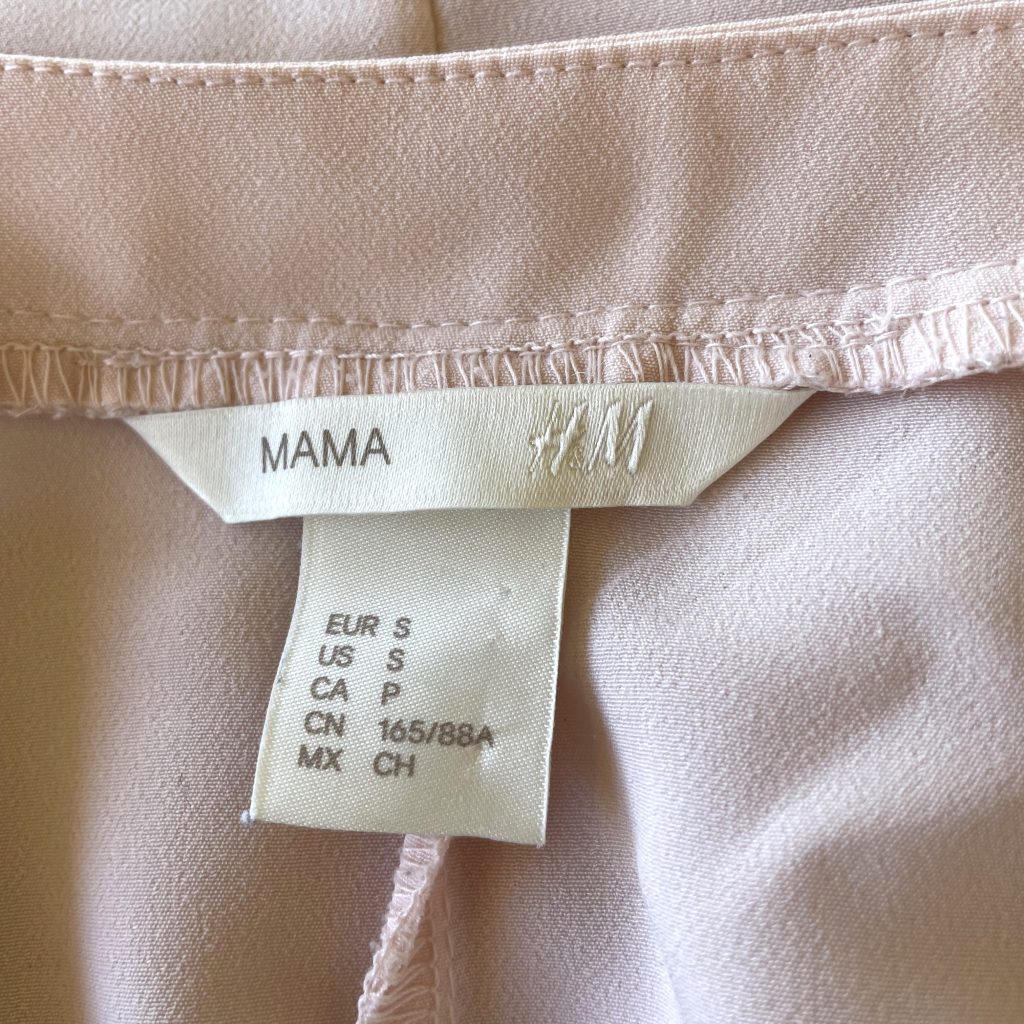 MAMA H&M
EUR S
US S
CA P
CN 165/88A
MX CH